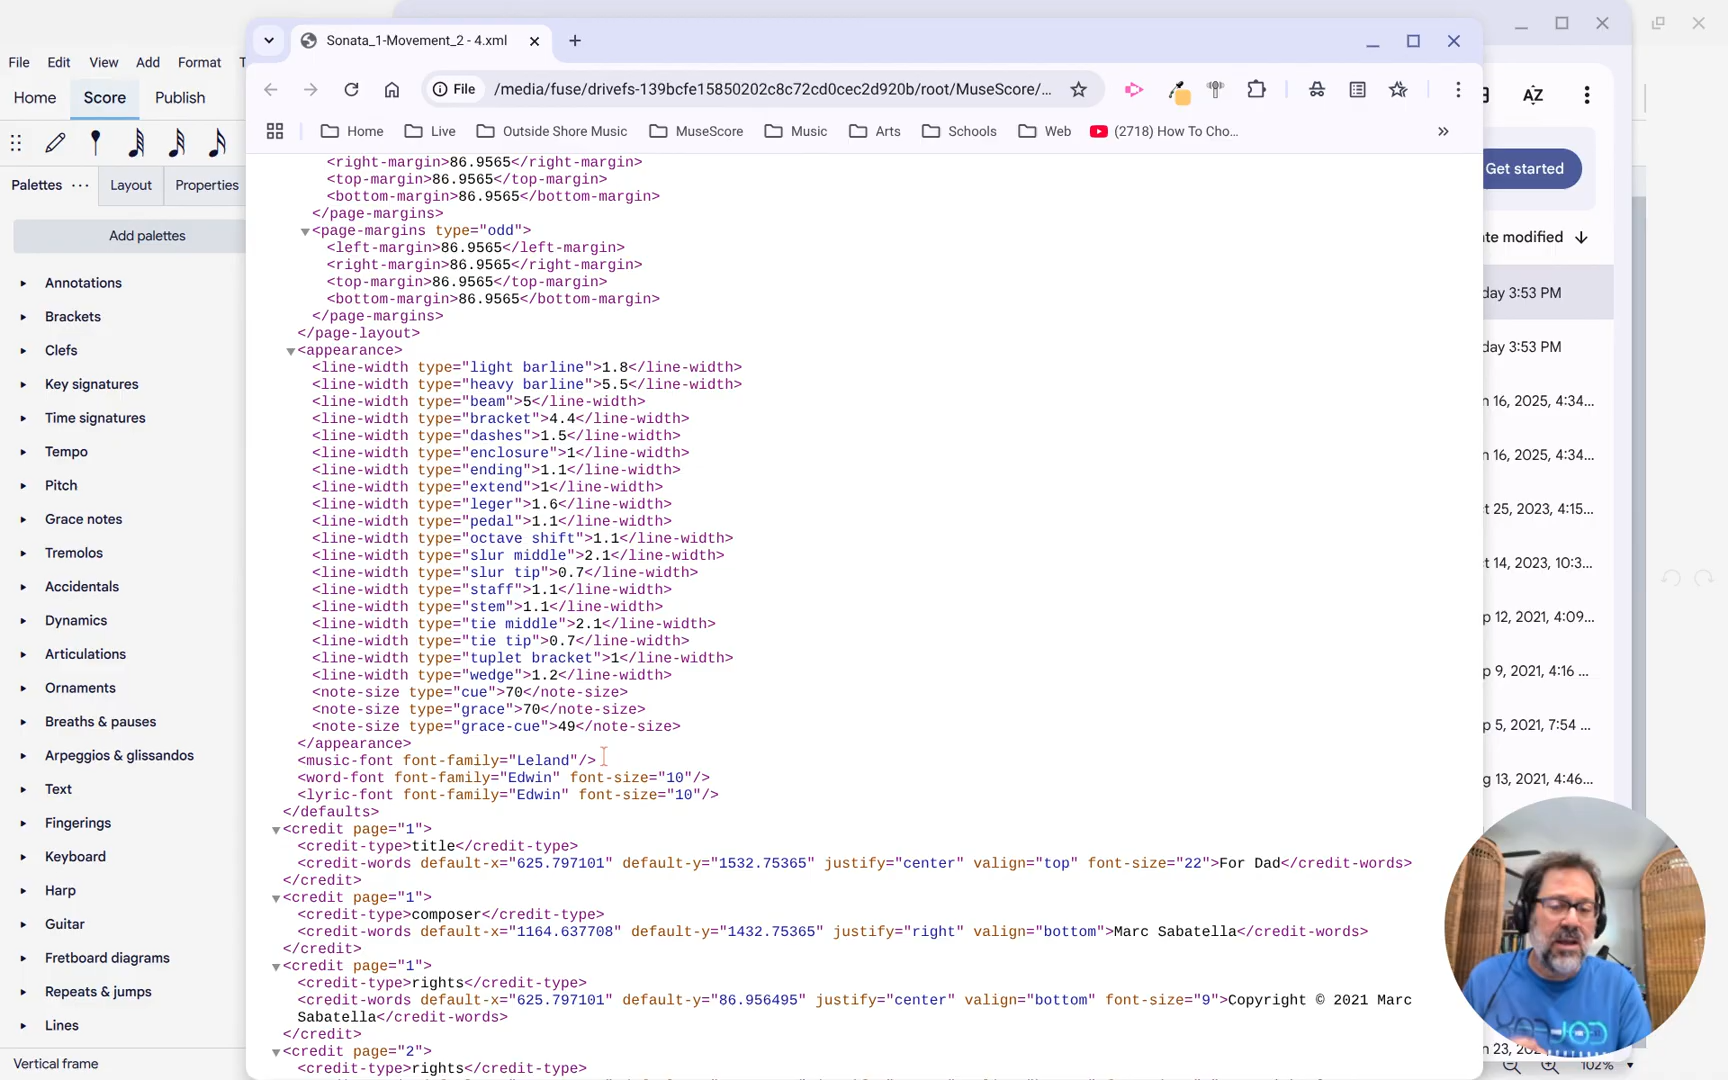 Sonata_1-Movement_2 - 4.xml
File Edit View Add Format T
Home Score Publish
File /media/fuse/drivefs-139bcfe15850202c8c72cd0cec2d920b/root/MuseScore/...
Home Live Outside Shore Music MuseScore Music Arts Schools Web (2718) How To Cho... »
Palettes ··· Layout Properties
Add palettes
Annotations
Brackets
Clefs
Key signatures
Time signatures
Tempo
Pitch
Grace notes
Tremolos
Accidentals
Dynamics
Articulations
Ornaments
Breaths & pauses
Arpeggios & glissandos
Text
Fingerings
Keyboard
Harp
Guitar
Fretboard diagrams
Repeats & jumps
Lines
Vertical frame
<right-margin>86.9565</right-margin>
<top-margin>86.9565</top-margin>
<bottom-margin>86.9565</bottom-margin>
</page-margins>
<page-margins type="odd">
<left-margin>86.9565</left-margin>
<right-margin>86.9565</right-margin>
<top-margin>86.9565</top-margin>
<bottom-margin>86.9565</bottom-margin>
</page-margins>
</page-layout>
<appearance>
<line-width type="light barline">1.8</line-width>
<line-width type="heavy barline">5.5</line-width>
<line-width type="beam">5</line-width>
<line-width type="bracket">4.4</line-width>
<line-width type="dashes">1.5</line-width>
<line-width type="enclosure">1</line-width>
<line-width type="ending">1.1</line-width>
<line-width type="extend">1</line-width>
<line-width type="leger">1.6</line-width>
<line-width type="pedal">1.1</line-width>
<line-width type="octave shift">1.1</line-width>
<line-width type="slur middle">2.1</line-width>
<line-width type="slur tip">0.7</line-width>
<line-width type="staff">1.1</line-width>
<line-width type="stem">1.1</line-width>
<line-width type="tie middle">2.1</line-width>
<line-width type="tie tip">0.7</line-width>
<line-width type="tuplet bracket">1</line-width>
<line-width type="wedge">1.2</line-width>
<note-size type="cue">70</note-size>
<note-size type="grace">70</note-size>
<note-size type="grace-cue">49</note-size>
</appearance>
<music-font font-family="Leland"/>
<word-font font-family="Edwin" font-size="10"/>
<lyric-font font-family="Edwin" font-size="10"/>
</defaults>
<credit page="1">
<credit-type>title</credit-type>
<credit-words default-x="625.797101" default-y="1532.75365" justify="center" valign="top" font-size="22">For Dad</credit-words>
</credit>
<credit page="1">
<credit-type>composer</credit-type>
<credit-words default-x="1164.637708" default-y="1432.75365" justify="right" valign="bottom">Marc Sabatella</credit-words>
</credit>
<credit page="1">
<credit-type>rights</credit-type>
<credit-words default-x="625.797101" default-y="86.956495" justify="center" valign="bottom" font-size="9">Copyright © 2021 Marc
Sabatella</credit-words>
</credit>
<credit page="2">
<credit-type>rights</credit-type>
AZ
Get started
te modified
day 3:53 PM
day 3:53 PM
n 16, 2025, 4:34...
n 16, 2025, 4:34...
t 25, 2023, 4:15...
t 14, 2023, 10:3...
p 12, 2021, 4:09...
p 9, 2021, 4:16 ...
p 5, 2021, 7:54 ...
g 13, 2021, 4:46...
n 23, 202
102%